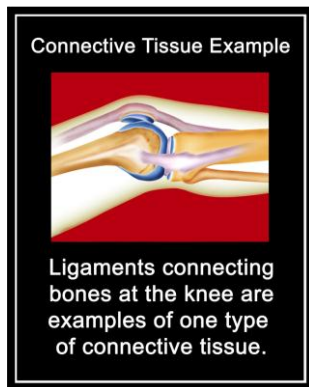 Connective Tissue Example
Ligaments connecting
bones at the knee are
examples of one type
of connective tissue.